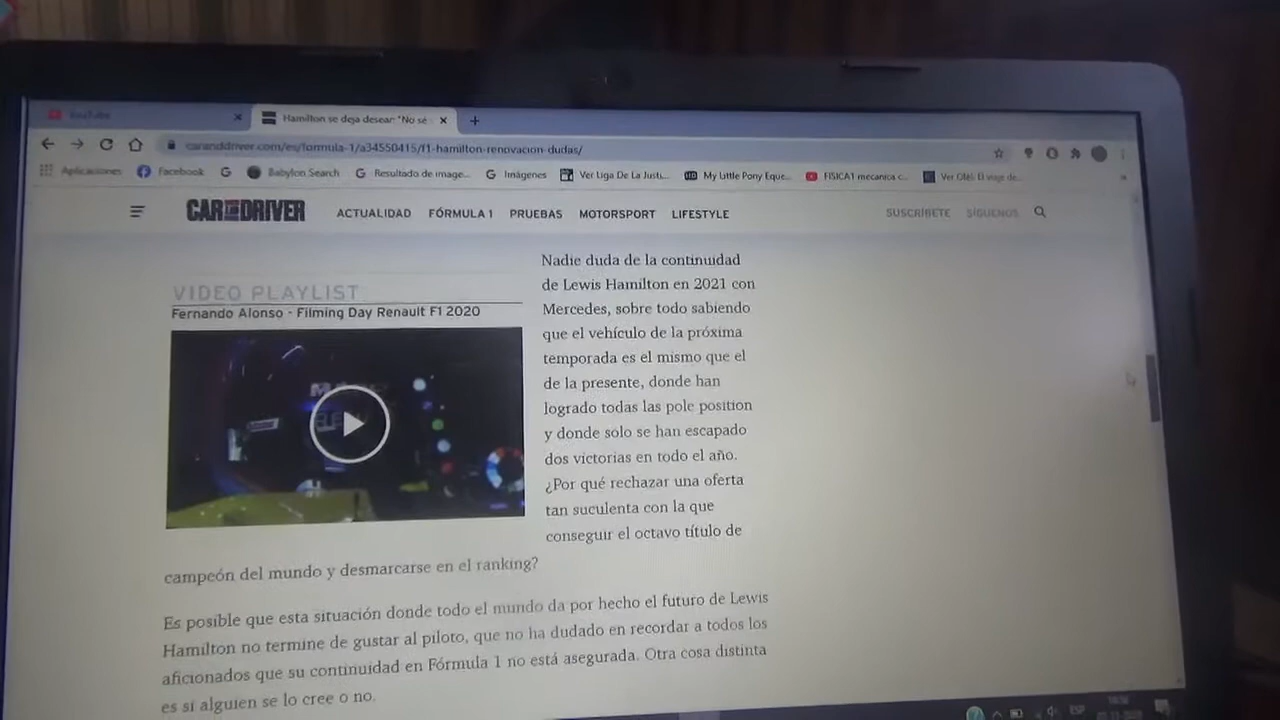 YouTube
Hamilton se deja desear: "No sé
caranddriver.com/es/formula-1/a34550415/f1-hamilton-renovacion-dudas/
Aplicaciones Facebook Babylon Search Resultado de image... Imágenes Ver Liga De La Justi... My Little Pony Eque... FISICA1 mecanica c...
CAR AND DRIVER ACTUALIDAD FÓRMULA 1 PRUEBAS MOTORSPORT LIFESTYLE SUSCRÍBETE SÍGUENOS
VIDEO PLAYLIST
Fernando Alonso - Filming Day Renault F1 2020
Nadie duda de la continuidad
de Lewis Hamilton en 2021 con
Mercedes, sobre todo sabiendo
que el vehículo de la próxima
temporada es el mismo que el
de la presente, donde han
logrado todas las pole position
y donde solo se han escapado
dos victorias en todo el año.
¿Por qué rechazar una oferta
tan suculenta con la que
conseguir el octavo título de
campeón del mundo y desmarcarse en el ranking?
Es posible que esta situación donde todo el mundo da por hecho el futuro de Lewis
Hamilton no termine de gustar al piloto, que no ha dudado en recordar a todos los
aficionados que su continuidad en Fórmula 1 no está asegurada. Otra cosa distinta
es si alguien se lo cree o no.
ESP